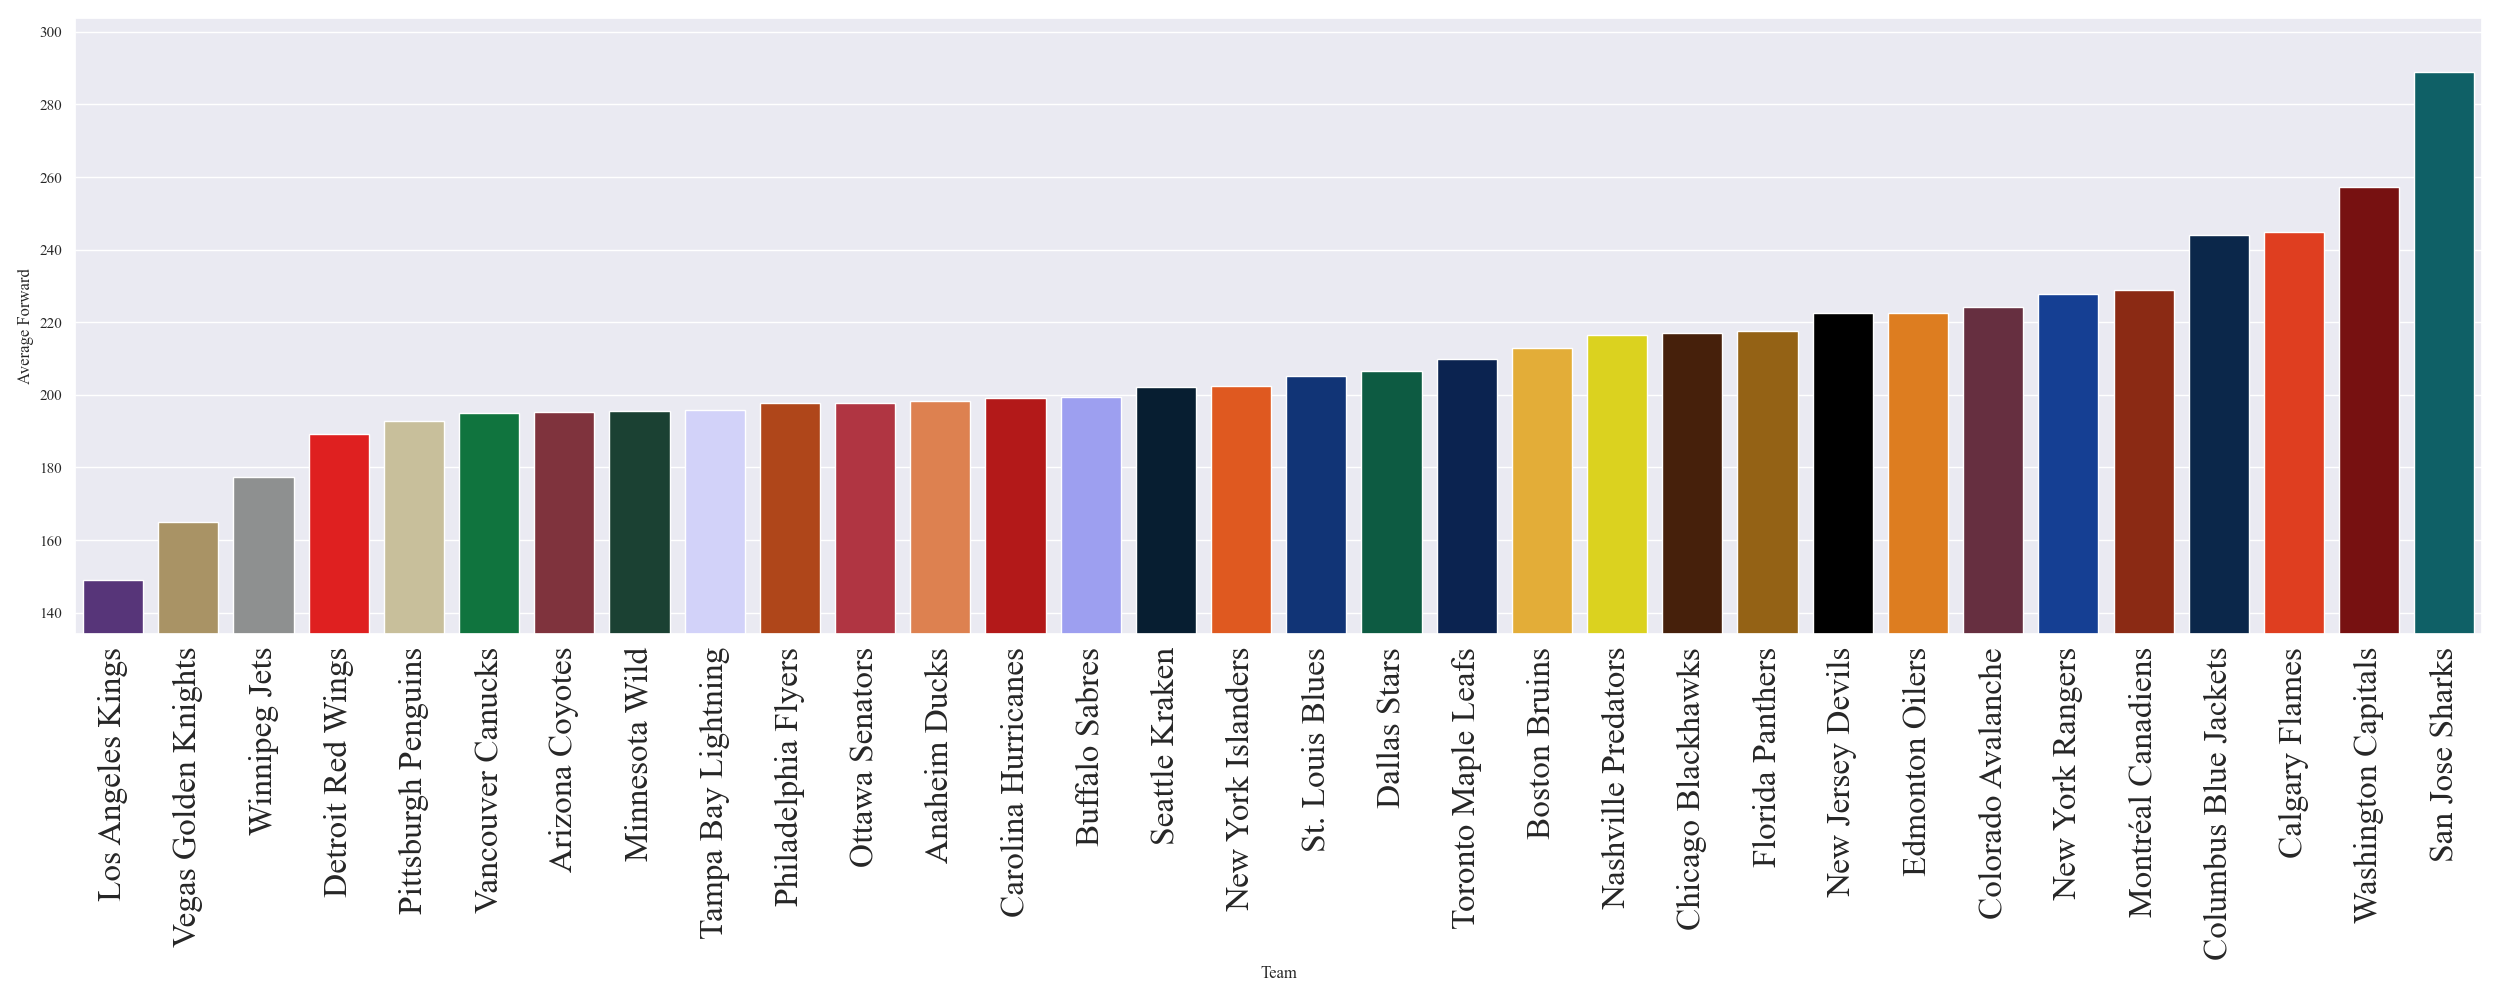 300
280
260
240
220
200
180
160
140
Average Forward
Los Angeles Kings
Vegas Golden Knights
Winnipeg Jets
Detroit Red Wings
Pittsburgh Penguins
Vancouver Canucks
Arizona Coyotes
Minnesota Wild
Tampa Bay Lightning
Philadelphia Flyers
Ottawa Senators
Anaheim Ducks
Carolina Hurricanes
Buffalo Sabres
Seattle Kraken
New York Islanders
St. Louis Blues
Dallas Stars
Toronto Maple Leafs
Boston Bruins
Nashville Predators
Chicago Blackhawks
Florida Panthers
New Jersey Devils
Edmonton Oilers
Colorado Avalanche
New York Rangers
Montréal Canadiens
Columbus Blue Jackets
Calgary Flames
Washington Capitals
San Jose Sharks
Team